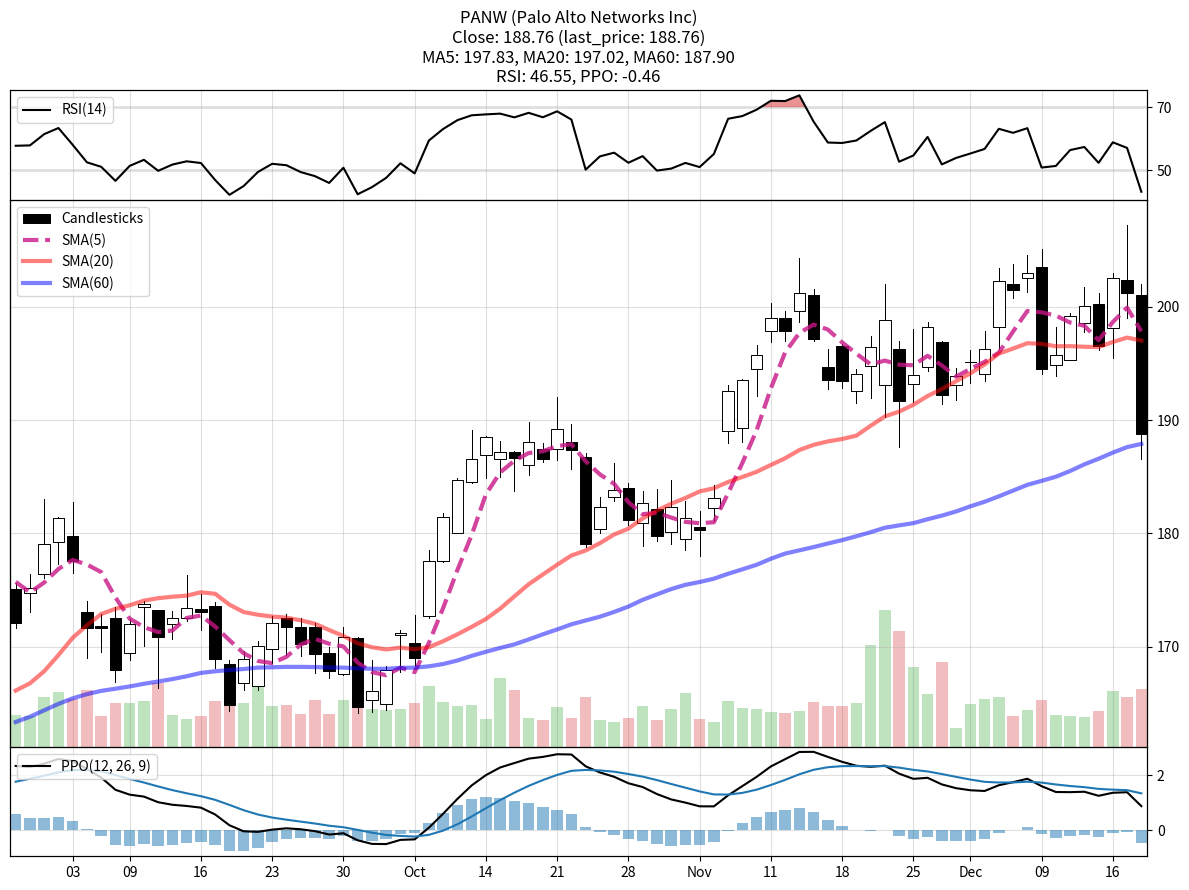 PANW (Palo Alto Networks Inc)
Close: 188.76 (last_price: 188.76)
MA5: 197.83, MA20: 197.02, MA60: 187.90
RSI: 46.55, PPO: -0.46
RSI(14)
70
50
Candlesticks
SMA(5)
SMA(20)
SMA(60)
200
190
180
170
PPO(12, 26, 9)
2
0
03 09 16 23 30 Oct 14 21 28 Nov 11 18 25 Dec 09 16